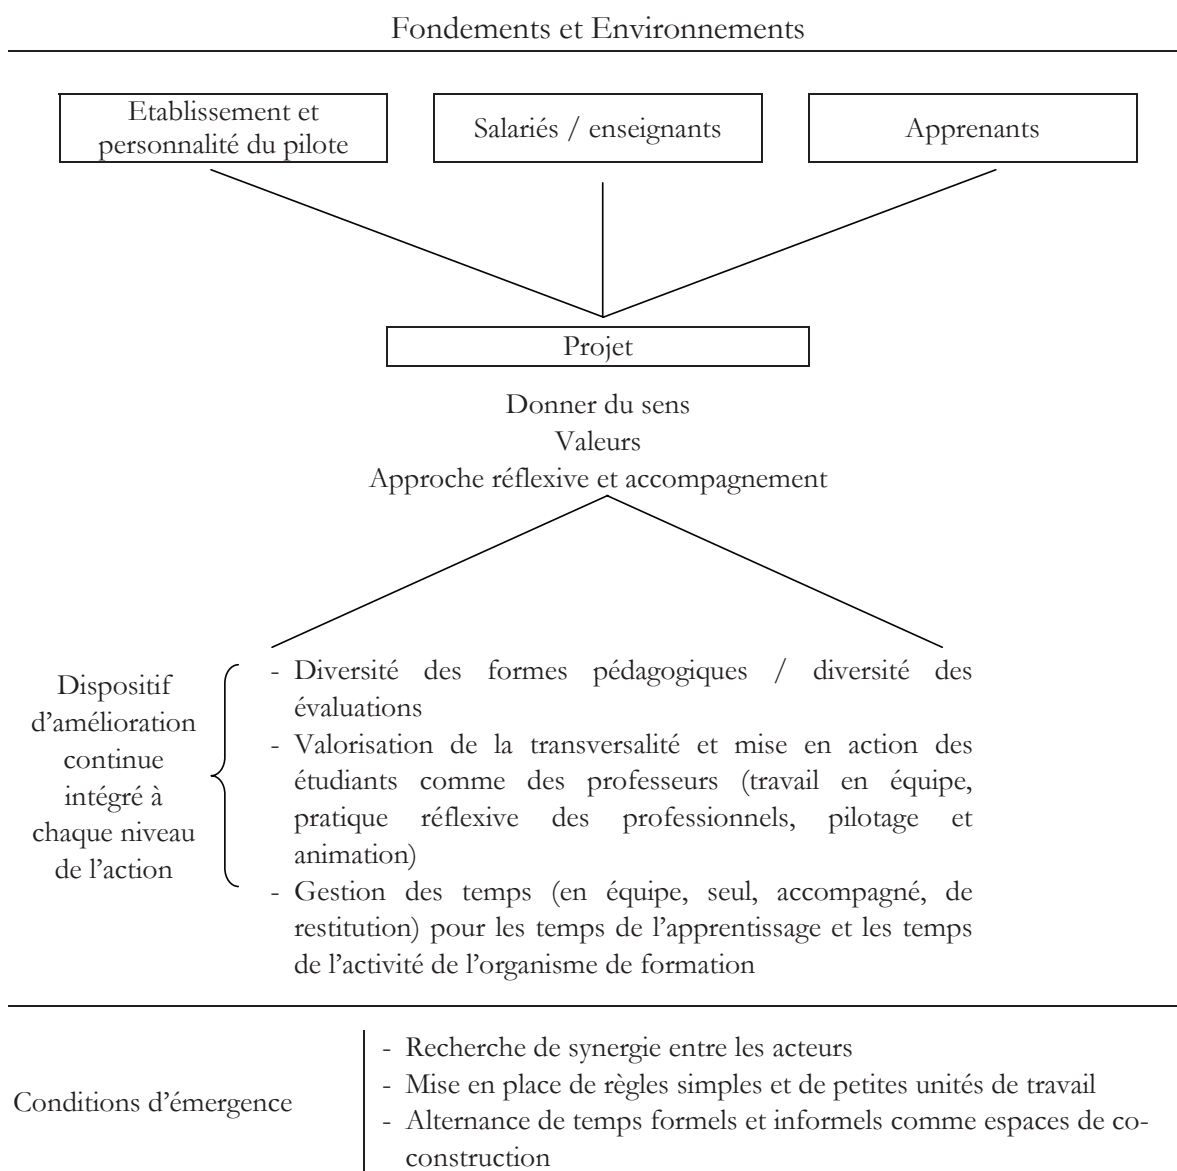 Fondements et Environnements
Etablissement et
personnalité du pilote
Salariés / enseignants
Apprenants
Projet
Donner du sens
Valeurs
Approche réflexive et accompagnement
Dispositif
d’amélioration
continue
intégré à
chaque niveau
de l’action
- Diversité des formes pédagogiques / diversité des
évaluations
- Valorisation de la transversalité et mise en action des
étudiants comme des professeurs (travail en équipe,
pratique réflexive des professionnels, pilotage et
animation)
- Gestion des temps (en équipe, seul, accompagné, de
restitution) pour les temps de l’apprentissage et les temps
de l’activité de l’organisme de formation
Conditions d’émergence
- Recherche de synergie entre les acteurs
- Mise en place de règles simples et de petites unités de travail
- Alternance de temps formels et informels comme espaces de co-
construction